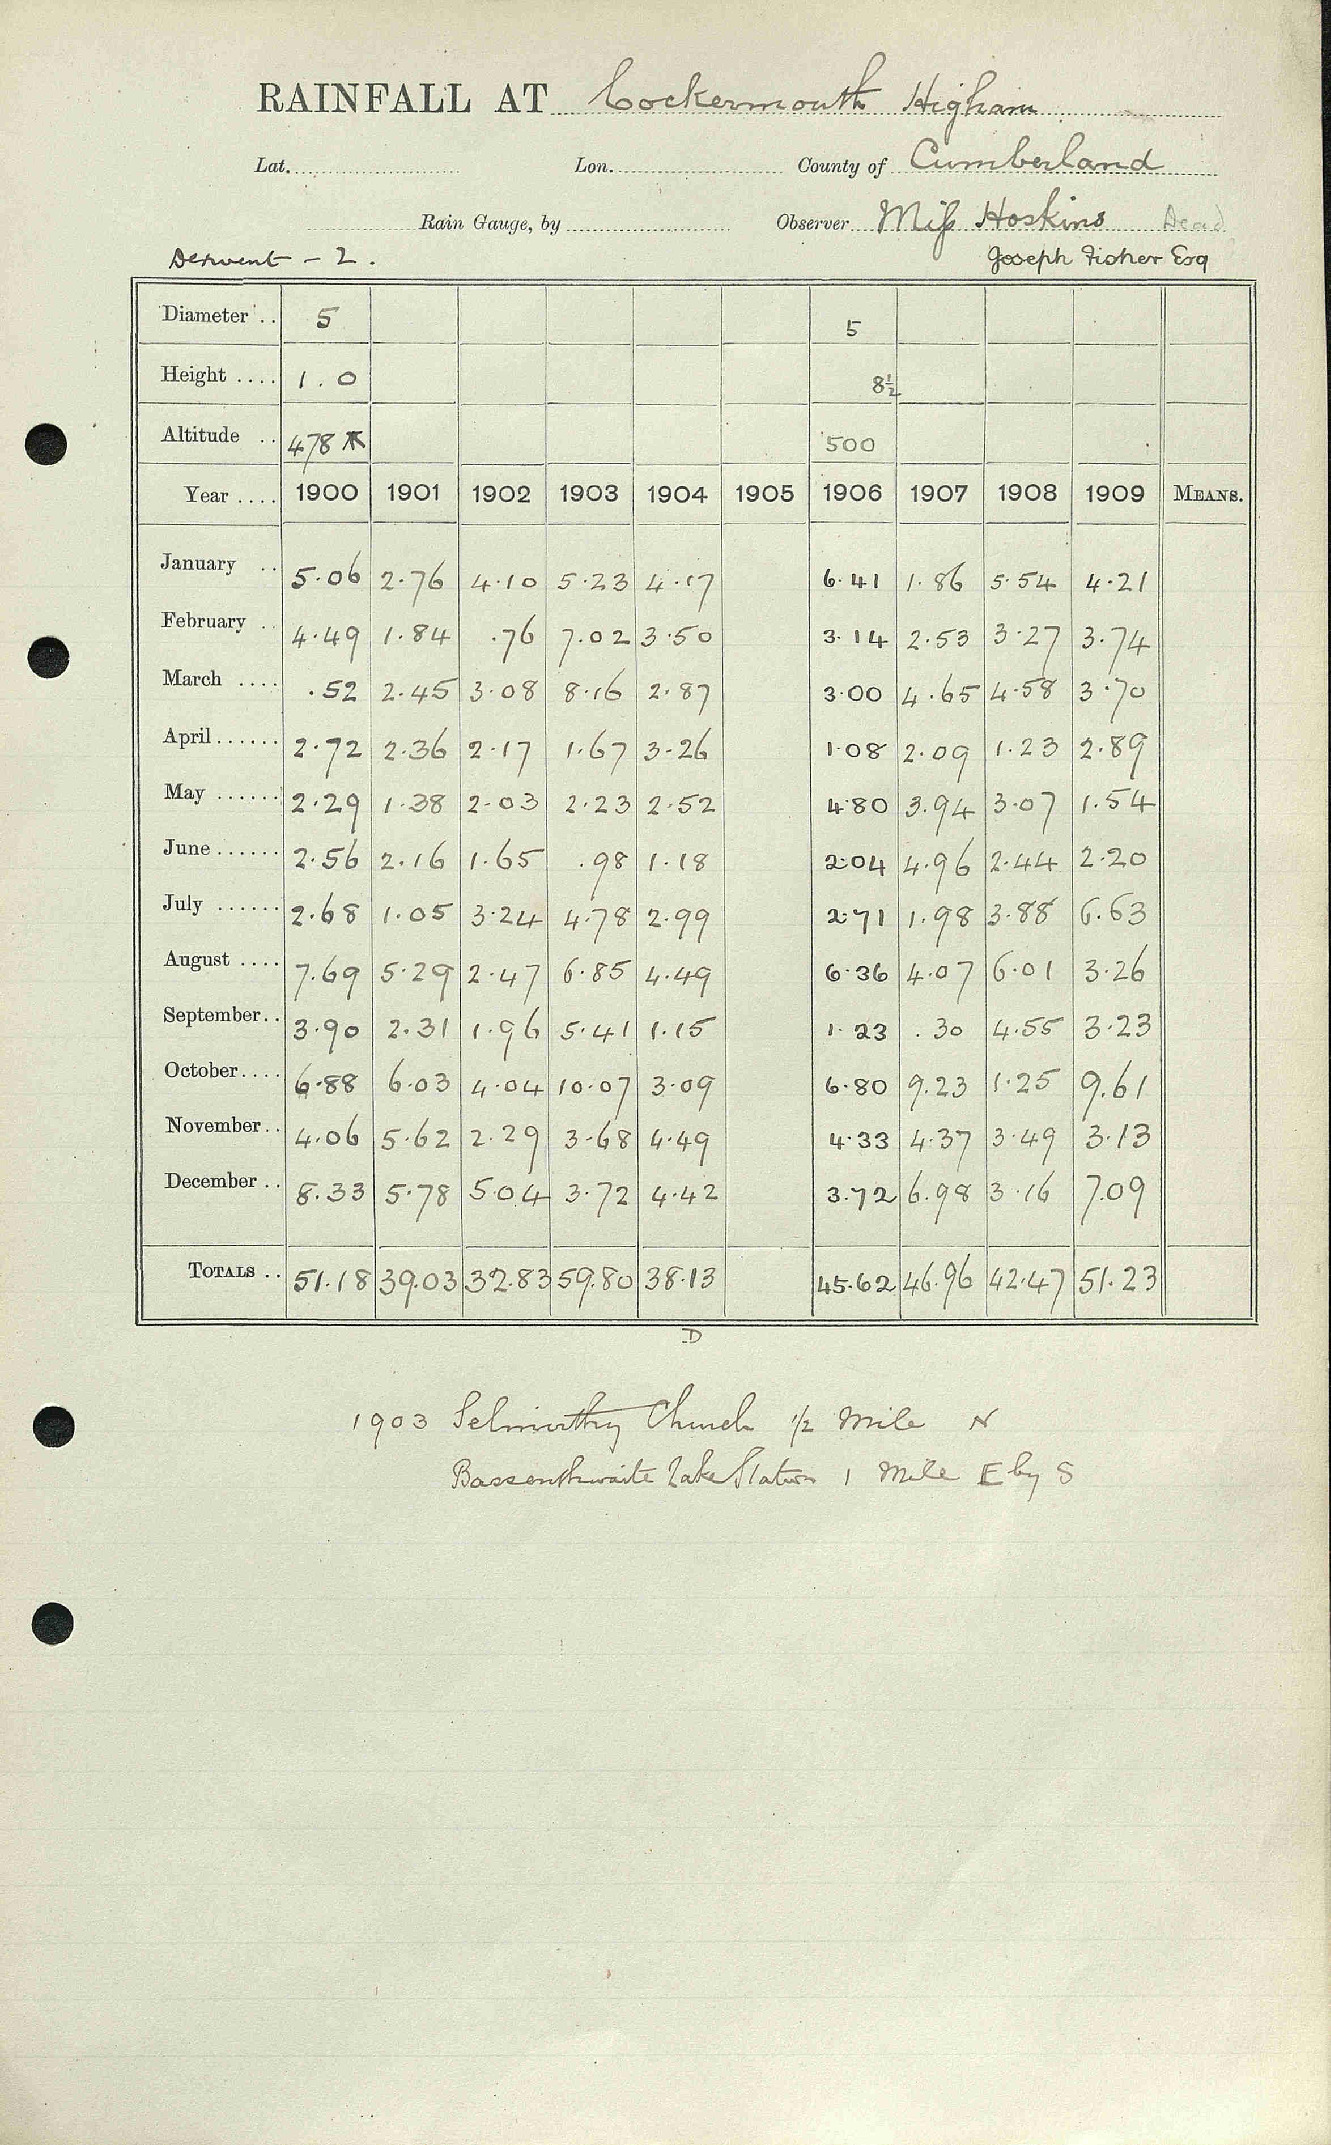 RAINFALL AT Cockermouth Higham
Lat. Lon. County of Cumberland
Rain Gauge, by Observer Miss Hoskins Dead
Derwent - 2. Joseph Fisher Esq
Diameter .. 5 5
Height .... 1.0 8½
Altitude .. 478 500
Year .... 1900 1901 1902 1903 1904 1905 1906 1907 1908 1909 MEANS.
January .. 5.06 2.76 4.10 5.23 4.17 6.41 1.86 5.54 4.21
February .. 4.49 1.84 .76 7.02 3.50 3.14 2.53 3.27 3.74
March .... .52 2.45 3.08 8.16 2.87 3.00 4.65 4.58 3.70
April ...... 2.72 2.36 2.17 1.67 3.26 1.08 2.09 1.23 2.89
May ...... 2.29 1.38 2.03 2.23 2.52 4.80 3.94 3.07 1.54
June ...... 2.56 2.16 1.65 .98 1.18 2.04 4.96 2.44 2.20
July ...... 2.68 1.05 3.24 4.78 2.99 2.71 1.98 3.88 6.63
August .... 7.69 5.29 2.47 6.85 4.49 6.36 4.07 6.01 3.26
September .. 3.90 2.31 1.96 5.41 1.15 1.23 .30 4.55 3.23
October .... 6.88 6.03 4.04 10.07 3.09 6.80 9.23 1.25 9.61
November .. 4.06 5.62 2.29 3.68 4.49 4.33 4.37 3.49 3.13
December .. 8.33 5.78 5.04 3.72 4.42 3.72 6.98 3.16 7.09
TOTALS .. 51.18 39.03 32.83 59.80 38.13 45.62 46.96 42.47 51.23
D
1903 Setmurthy Church ½ Mile N
Bassenthwaite Lake Station 1 Mile E by S